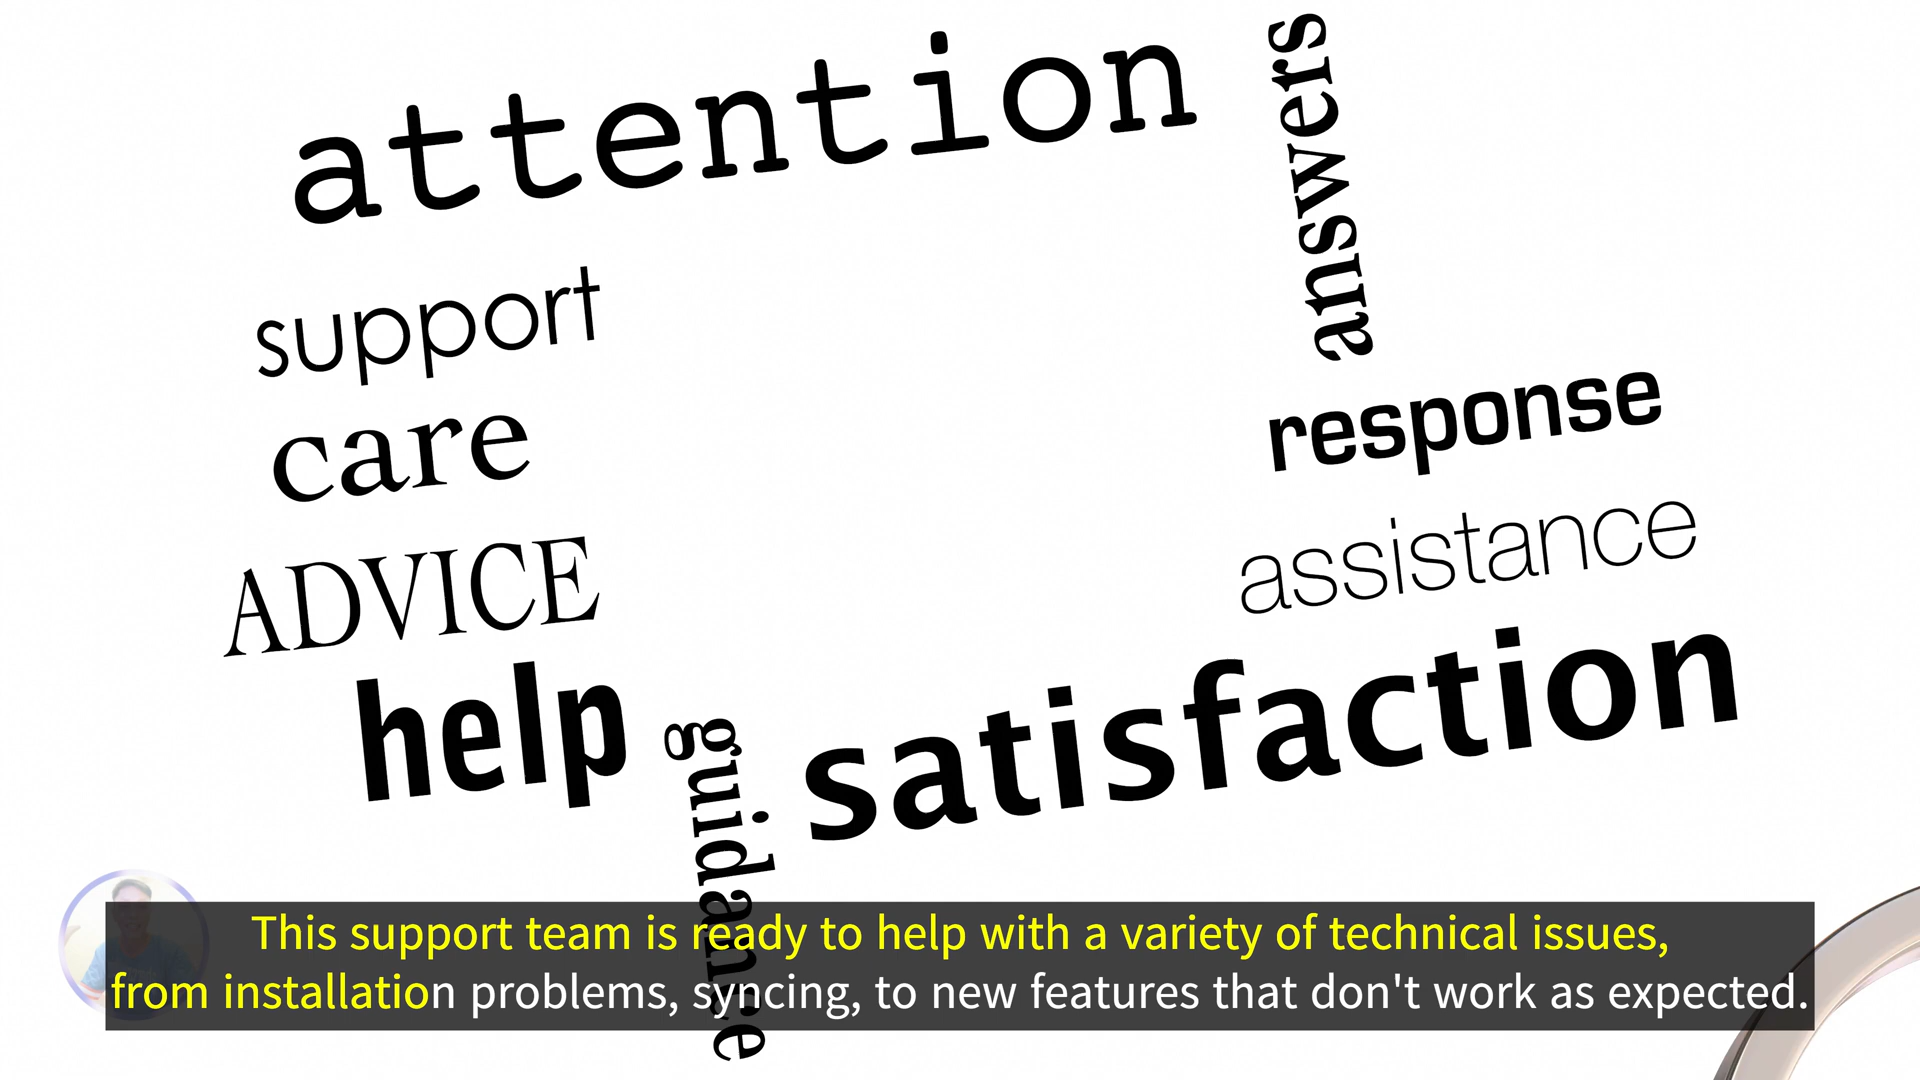 attention
answers
support
care
response
ADVICE
assistance
help
guidance
satisfaction
This support team is ready to help with a variety of technical issues,
from installation problems, syncing, to new features that don't work as expected.